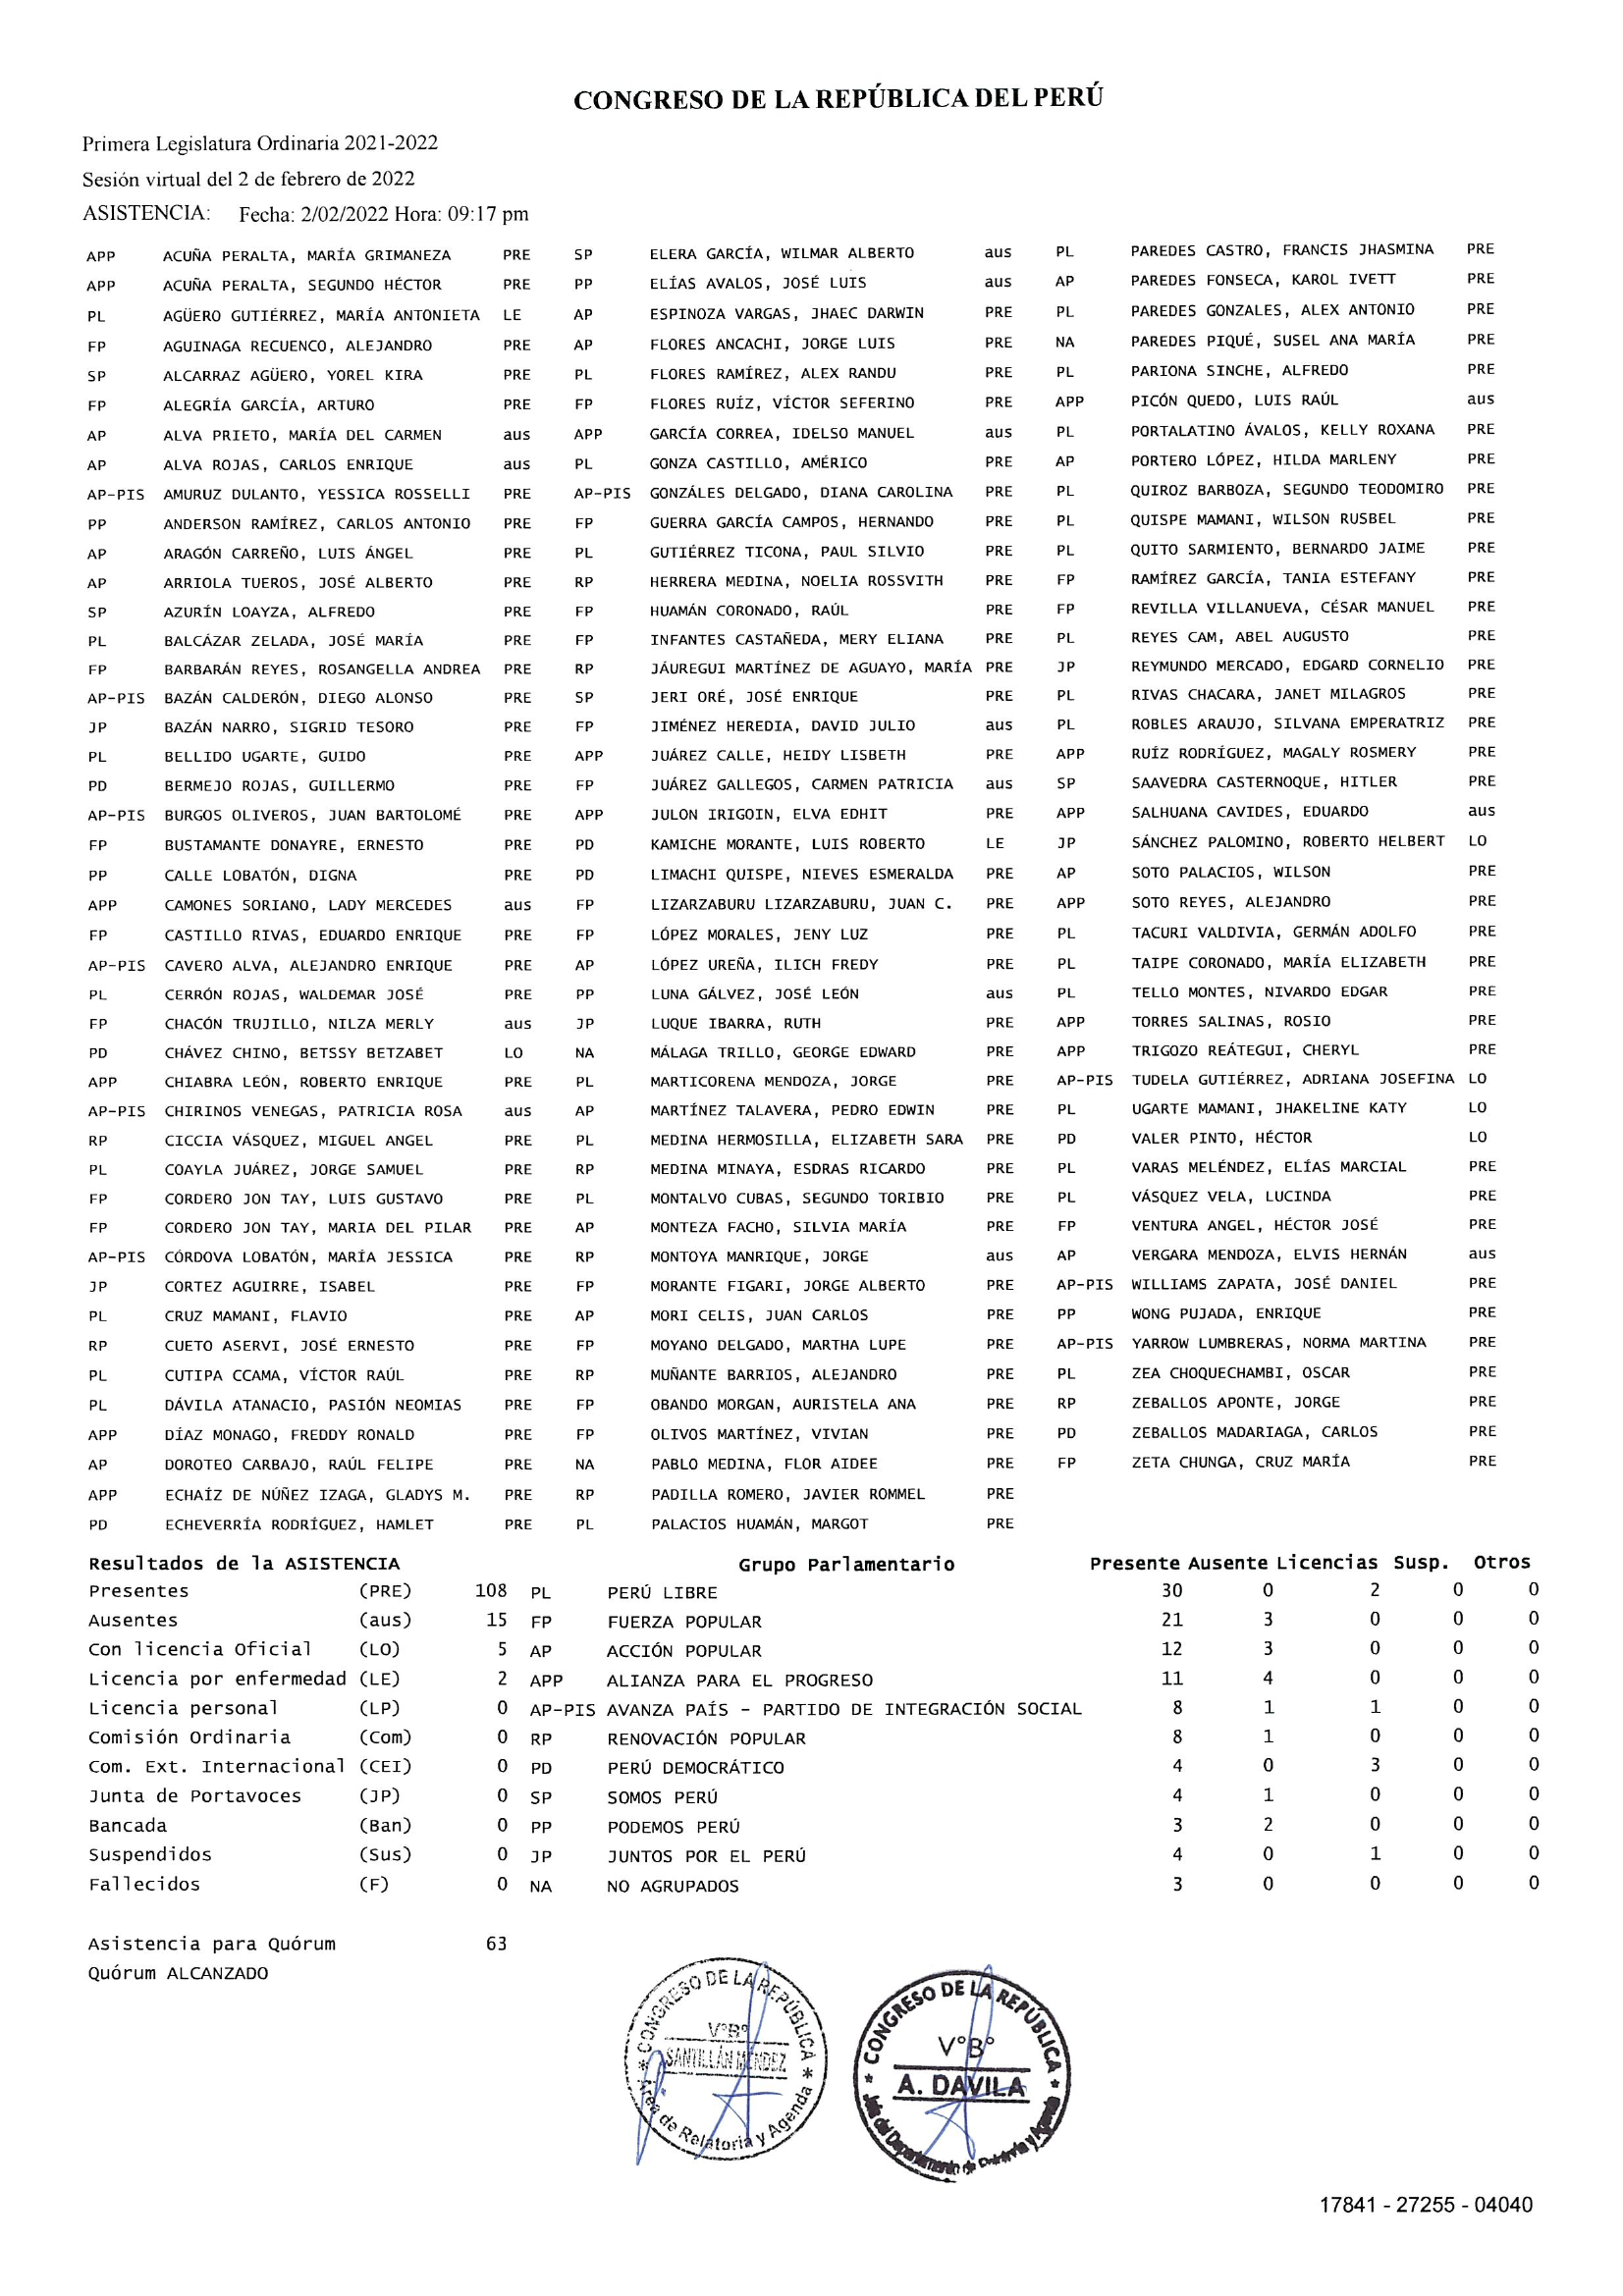 CONGRESO DE LA REPÚBLICA DEL PERÚ
Primera Legislatura Ordinaria 2021-2022
Sesión virtual del 2 de febrero de 2022
ASISTENCIA: Fecha: 2/02/2022 Hora: 09:17 pm
APP ACUÑA PERALTA, MARÍA GRIMANEZA PRE SP ELERA GARCÍA, WILMAR ALBERTO aus PL PAREDES CASTRO, FRANCIS JHASMINA PRE
APP ACUÑA PERALTA, SEGUNDO HÉCTOR PRE PP ELÍAS AVALOS, JOSÉ LUIS aus AP PAREDES FONSECA, KAROL IVETT PRE
PL AGÜERO GUTIÉRREZ, MARÍA ANTONIETA LE AP ESPINOZA VARGAS, JHAEC DARWIN PRE PL PAREDES GONZALES, ALEX ANTONIO PRE
FP AGUINAGA RECUENCO, ALEJANDRO PRE AP FLORES ANCACHI, JORGE LUIS PRE NA PAREDES PIQUÉ, SUSEL ANA MARÍA PRE
SP ALCARRAZ AGÜERO, YOREL KIRA PRE PL FLORES RAMÍREZ, ALEX RANDU PRE PL PARIONA SINCHE, ALFREDO PRE
FP ALEGRÍA GARCÍA, ARTURO PRE FP FLORES RUÍZ, VÍCTOR SEFERINO PRE APP PICÓN QUEDO, LUIS RAÚL aus
AP ALVA PRIETO, MARÍA DEL CARMEN aus APP GARCÍA CORREA, IDELSO MANUEL aus PL PORTALATINO ÁVALOS, KELLY ROXANA PRE
AP ALVA ROJAS, CARLOS ENRIQUE aus PL GONZA CASTILLO, AMÉRICO PRE AP PORTERO LÓPEZ, HILDA MARLENY PRE
AP-PIS AMURUZ DULANTO, YESSICA ROSSELLI PRE AP-PIS GONZÁLES DELGADO, DIANA CAROLINA PRE PL QUIROZ BARBOZA, SEGUNDO TEODOMIRO PRE
PP ANDERSON RAMÍREZ, CARLOS ANTONIO PRE FP GUERRA GARCÍA CAMPOS, HERNANDO PRE PL QUISPE MAMANI, WILSON RUSBEL PRE
AP ARAGÓN CARREÑO, LUIS ÁNGEL PRE PL GUTIÉRREZ TICONA, PAUL SILVIO PRE PL QUITO SARMIENTO, BERNARDO JAIME PRE
AP ARRIOLA TUEROS, JOSÉ ALBERTO PRE RP HERRERA MEDINA, NOELIA ROSSVITH PRE FP RAMÍREZ GARCÍA, TANIA ESTEFANY PRE
SP AZURÍN LOAYZA, ALFREDO PRE FP HUAMÁN CORONADO, RAÚL PRE FP REVILLA VILLANUEVA, CÉSAR MANUEL PRE
PL BALCÁZAR ZELADA, JOSÉ MARÍA PRE FP INFANTES CASTAÑEDA, MERY ELIANA PRE PL REYES CAM, ABEL AUGUSTO PRE
FP BARBARÁN REYES, ROSANGELLA ANDREA PRE RP JÁUREGUI MARTÍNEZ DE AGUAYO, MARÍA PRE JP REYMUNDO MERCADO, EDGARD CORNELIO PRE
AP-PIS BAZÁN CALDERÓN, DIEGO ALONSO PRE SP JERI ORÉ, JOSÉ ENRIQUE PRE PL RIVAS CHACARA, JANET MILAGROS PRE
JP BAZÁN NARRO, SIGRID TESORO PRE FP JIMÉNEZ HEREDIA, DAVID JULIO aus PL ROBLES ARAUJO, SILVANA EMPERATRIZ PRE
PL BELLIDO UGARTE, GUIDO PRE APP JUÁREZ CALLE, HEIDY LISBETH PRE APP RUÍZ RODRÍGUEZ, MAGALY ROSMERY PRE
PD BERMEJO ROJAS, GUILLERMO PRE FP JUÁREZ GALLEGOS, CARMEN PATRICIA aus SP SAAVEDRA CASTERNOQUE, HITLER PRE
AP-PIS BURGOS OLIVEROS, JUAN BARTOLOMÉ PRE APP JULON IRIGOIN, ELVA EDHIT PRE APP SALHUANA CAVIDES, EDUARDO aus
FP BUSTAMANTE DONAYRE, ERNESTO PRE PD KAMICHE MORANTE, LUIS ROBERTO LE JP SÁNCHEZ PALOMINO, ROBERTO HELBERT LO
PP CALLE LOBATÓN, DIGNA PRE PD LIMACHI QUISPE, NIEVES ESMERALDA PRE AP SOTO PALACIOS, WILSON PRE
APP CAMONES SORIANO, LADY MERCEDES aus FP LIZARZABURU LIZARZABURU, JUAN C. PRE APP SOTO REYES, ALEJANDRO PRE
FP CASTILLO RIVAS, EDUARDO ENRIQUE PRE FP LÓPEZ MORALES, JENY LUZ PRE PL TACURI VALDIVIA, GERMÁN ADOLFO PRE
AP-PIS CAVERO ALVA, ALEJANDRO ENRIQUE PRE AP LÓPEZ UREÑA, ILICH FREDY PRE PL TAIPE CORONADO, MARÍA ELIZABETH PRE
PL CERRÓN ROJAS, WALDEMAR JOSÉ PRE PP LUNA GÁLVEZ, JOSÉ LEÓN aus PL TELLO MONTES, NIVARDO EDGAR PRE
FP CHACÓN TRUJILLO, NILZA MERLY aus JP LUQUE IBARRA, RUTH PRE APP TORRES SALINAS, ROSIO PRE
PD CHÁVEZ CHINO, BETSSY BETZABET LO NA MÁLAGA TRILLO, GEORGE EDWARD PRE APP TRIGOZO REÁTEGUI, CHERYL PRE
APP CHIABRA LEÓN, ROBERTO ENRIQUE PRE PL MARTICORENA MENDOZA, JORGE PRE AP-PIS TUDELA GUTIÉRREZ, ADRIANA JOSEFINA LO
AP-PIS CHIRINOS VENEGAS, PATRICIA ROSA aus AP MARTÍNEZ TALAVERA, PEDRO EDWIN PRE PL UGARTE MAMANI, JHAKELINE KATY LO
RP CICCIA VÁSQUEZ, MIGUEL ANGEL PRE PL MEDINA HERMOSILLA, ELIZABETH SARA PRE PD VALER PINTO, HÉCTOR LO
PL COAYLA JUÁREZ, JORGE SAMUEL PRE RP MEDINA MINAYA, ESDRAS RICARDO PRE PL VARAS MELÉNDEZ, ELÍAS MARCIAL PRE
FP CORDERO JON TAY, LUIS GUSTAVO PRE PL MONTALVO CUBAS, SEGUNDO TORIBIO PRE PL VÁSQUEZ VELA, LUCINDA PRE
FP CORDERO JON TAY, MARIA DEL PILAR PRE AP MONTEZA FACHO, SILVIA MARÍA PRE FP VENTURA ANGEL, HÉCTOR JOSÉ PRE
AP-PIS CÓRDOVA LOBATÓN, MARÍA JESSICA PRE RP MONTOYA MANRIQUE, JORGE aus AP VERGARA MENDOZA, ELVIS HERNÁN aus
JP CORTEZ AGUIRRE, ISABEL PRE FP MORANTE FIGARI, JORGE ALBERTO PRE AP-PIS WILLIAMS ZAPATA, JOSÉ DANIEL PRE
PL CRUZ MAMANI, FLAVIO PRE AP MORI CELIS, JUAN CARLOS PRE PP WONG PUJADA, ENRIQUE PRE
RP CUETO ASERVI, JOSÉ ERNESTO PRE FP MOYANO DELGADO, MARTHA LUPE PRE AP-PIS YARROW LUMBRERAS, NORMA MARTINA PRE
PL CUTIPA CCAMA, VÍCTOR RAÚL PRE RP MUÑANTE BARRIOS, ALEJANDRO PRE PL ZEA CHOQUECHAMBI, OSCAR PRE
PL DÁVILA ATANACIO, PASIÓN NEOMIAS PRE FP OBANDO MORGAN, AURISTELA ANA PRE RP ZEBALLOS APONTE, JORGE PRE
APP DÍAZ MONAGO, FREDDY RONALD PRE FP OLIVOS MARTÍNEZ, VIVIAN PRE PD ZEBALLOS MADARIAGA, CARLOS PRE
AP DOROTEO CARBAJO, RAÚL FELIPE PRE NA PABLO MEDINA, FLOR AIDEE PRE FP ZETA CHUNGA, CRUZ MARÍA PRE
APP ECHAÍZ DE NÚÑEZ IZAGA, GLADYS M. PRE RP PADILLA ROMERO, JAVIER ROMMEL PRE
PD ECHEVERRÍA RODRÍGUEZ, HAMLET PRE PL PALACIOS HUAMÁN, MARGOT PRE
Resultados de la ASISTENCIA Grupo Parlamentario Presente Ausente Licencias Susp. Otros
Presentes (PRE) 108 PL PERÚ LIBRE 30 0 2 0 0
Ausentes (aus) 15 FP FUERZA POPULAR 21 3 0 0 0
Con licencia Oficial (LO) 5 AP ACCIÓN POPULAR 12 3 0 0 0
Licencia por enfermedad (LE) 2 APP ALIANZA PARA EL PROGRESO 11 4 0 0 0
Licencia personal (LP) 0 AP-PIS AVANZA PAÍS - PARTIDO DE INTEGRACIÓN SOCIAL 8 1 1 0 0
Comisión Ordinaria (Com) 0 RP RENOVACIÓN POPULAR 8 1 0 0 0
Com. Ext. Internacional (CEI) 0 PD PERÚ DEMOCRÁTICO 4 0 3 0 0
Junta de Portavoces (JP) 0 SP SOMOS PERÚ 4 1 0 0 0
Bancada (Ban) 0 PP PODEMOS PERÚ 3 2 0 0 0
Suspendidos (Sus) 0 JP JUNTOS POR EL PERÚ 4 0 1 0 0
Fallecidos (F) 0 NA NO AGRUPADOS 3 0 0 0 0
Asistencia para Quórum 63
Quórum ALCANZADO
* CONGRESO DE LA REPÚBLICA *
V°B°
SANTILLÁN MENDEZ
Área de Relatoría y Agenda
* CONGRESO DE LA REPÚBLICA *
V°B°
A. DAVILA
Jefa del Departamento de Relatoría y Agenda
17841 - 27255 - 04040